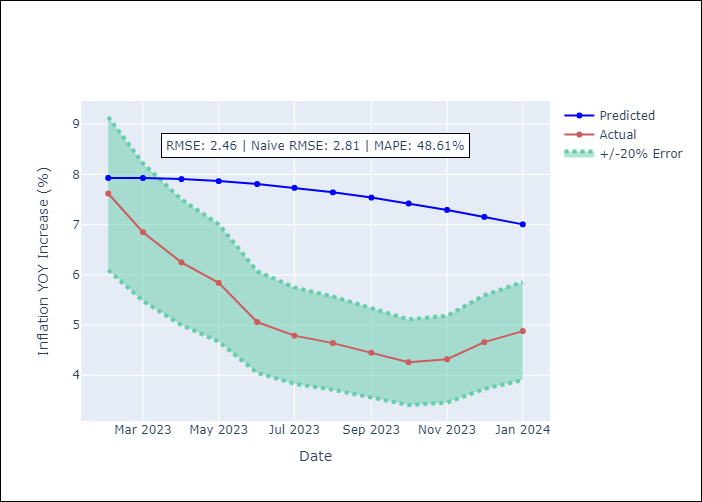 RMSE: 2.46 | Naive RMSE: 2.81 | MAPE: 48.61%
Predicted
Actual
+/-20% Error
Inflation YOY Increase (%)
9
8
7
6
5
4
Mar 2023 May 2023 Jul 2023 Sep 2023 Nov 2023 Jan 2024
Date